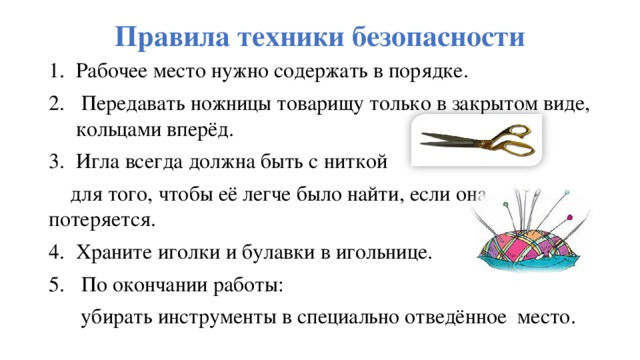 Правила техники безопасности
1. Рабочее место нужно содержать в порядке.
2. Передавать ножницы товарищу только в закрытом виде,
кольцами вперёд.
3. Игла всегда должна быть с ниткой
для того, чтобы её легче было найти, если она
потеряется.
4. Храните иголки и булавки в игольнице.
5. По окончании работы:
убирать инструменты в специально отведённое место.